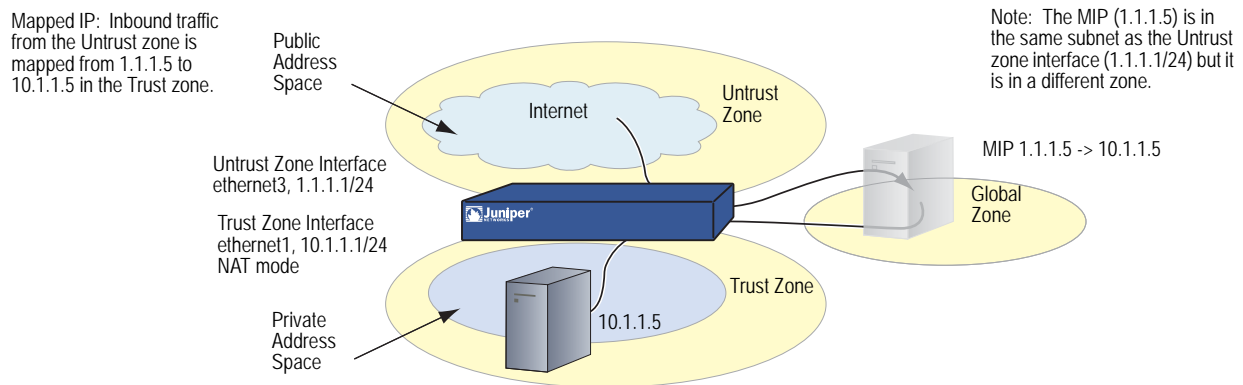 Mapped IP: Inbound traffic
from the Untrust zone is
mapped from 1.1.1.5 to
10.1.1.5 in the Trust zone.
Public
Address
Space
Internet
Untrust
Zone
Note: The MIP (1.1.1.5) is in
the same subnet as the Untrust
zone interface (1.1.1.1/24) but it
is in a different zone.
MIP 1.1.1.5 -> 10.1.1.5
Untrust Zone Interface
ethernet3, 1.1.1.1/24
Juniper
NETWORKS
Global
Zone
Trust Zone Interface
ethernet1, 10.1.1.1/24
NAT mode
Trust Zone
10.1.1.5
Private
Address
Space